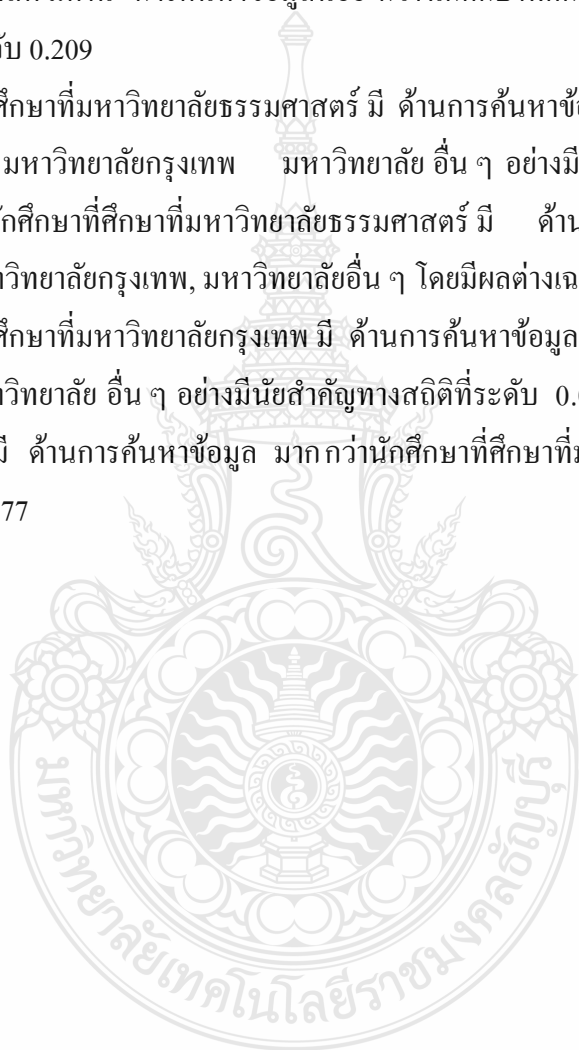 ับ 0.209
ศึกษาที่มหาวิทยาลัยธรรมศาสตร์ มี ด้านการค้นหาข้อ
มหาวิทยาลัยกรุงเทพ มหาวิทยาลัย อื่น ๆ อย่างมี
ักศึกษาที่ศึกษาที่มหาวิทยาลัยธรรมศาสตร์ มี ด้าน
าวิทยาลัยกรุงเทพ, มหาวิทยาลัยอื่น ๆ โดยมีผลต่างเฉ
ศึกษาที่มหาวิทยาลัยกรุงเทพ มี ด้านการค้นหาข้อมูล
าวิทยาลัย อื่น ๆ อย่างมีนัยสำคัญทางสถิติที่ระดับ 0.
มี ด้านการค้นหาข้อมูล มากกว่านักศึกษาที่ศึกษาที่ม
77
มหาวิทยาลัยเทคโนโลยีราชมงคลธัญบุรี